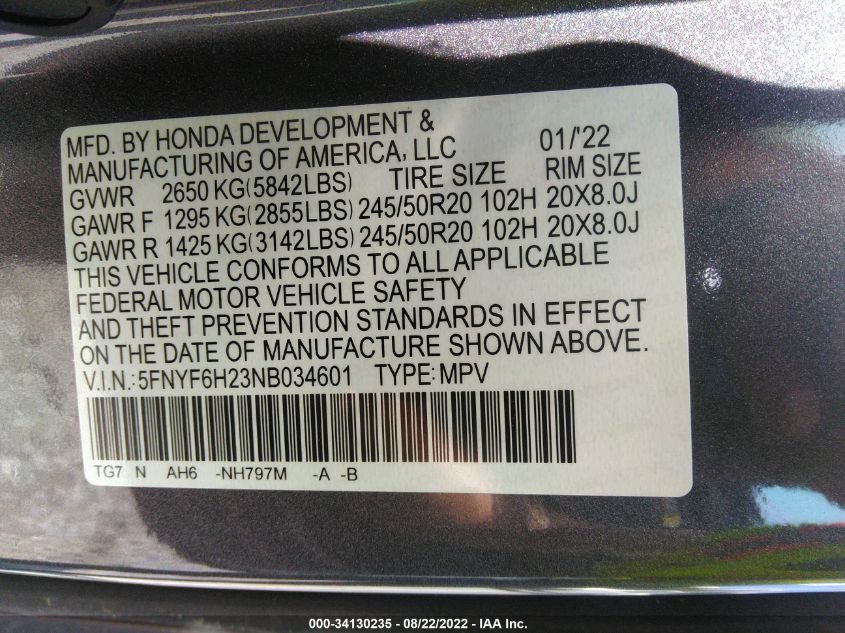 MFD. BY HONDA DEVELOPMENT &
MANUFACTURING OF AMERICA, LLC 01/'22
GVWR 2650 KG(5842LBS) TIRE SIZE RIM SIZE
GAWR F 1295 KG(2855LBS) 245/50R20 102H 20X8.0J
GAWR R 1425 KG(3142LBS) 245/50R20 102H 20X8.0J
THIS VEHICLE CONFORMS TO ALL APPLICABLE
FEDERAL MOTOR VEHICLE SAFETY
AND THEFT PREVENTION STANDARDS IN EFFECT
ON THE DATE OF MANUFACTURE SHOWN ABOVE.
V.I.N.:5FNYF6H23NB034601 TYPE:MPV
TG7 N AH6 -NH797M -A -B
000-34130235 - 08/22/2022 - IAA Inc.